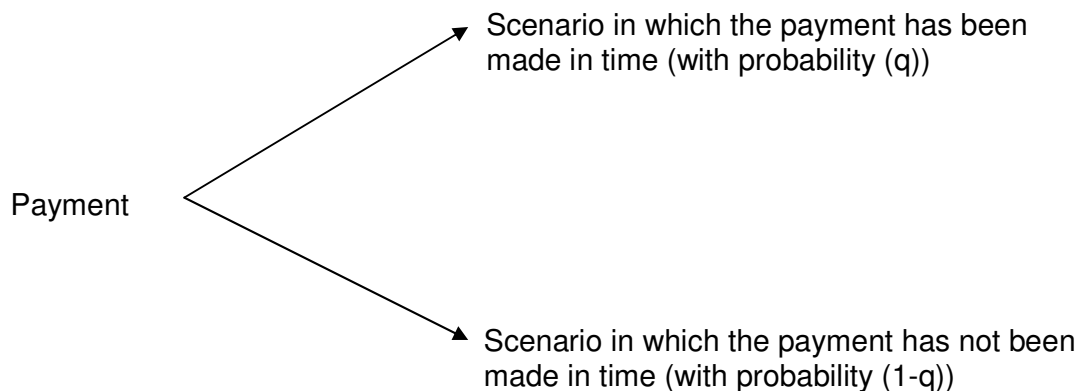 Scenario in which the payment has been
made in time (with probability (q))
Payment
Scenario in which the payment has not been
made in time (with probability (1-q))